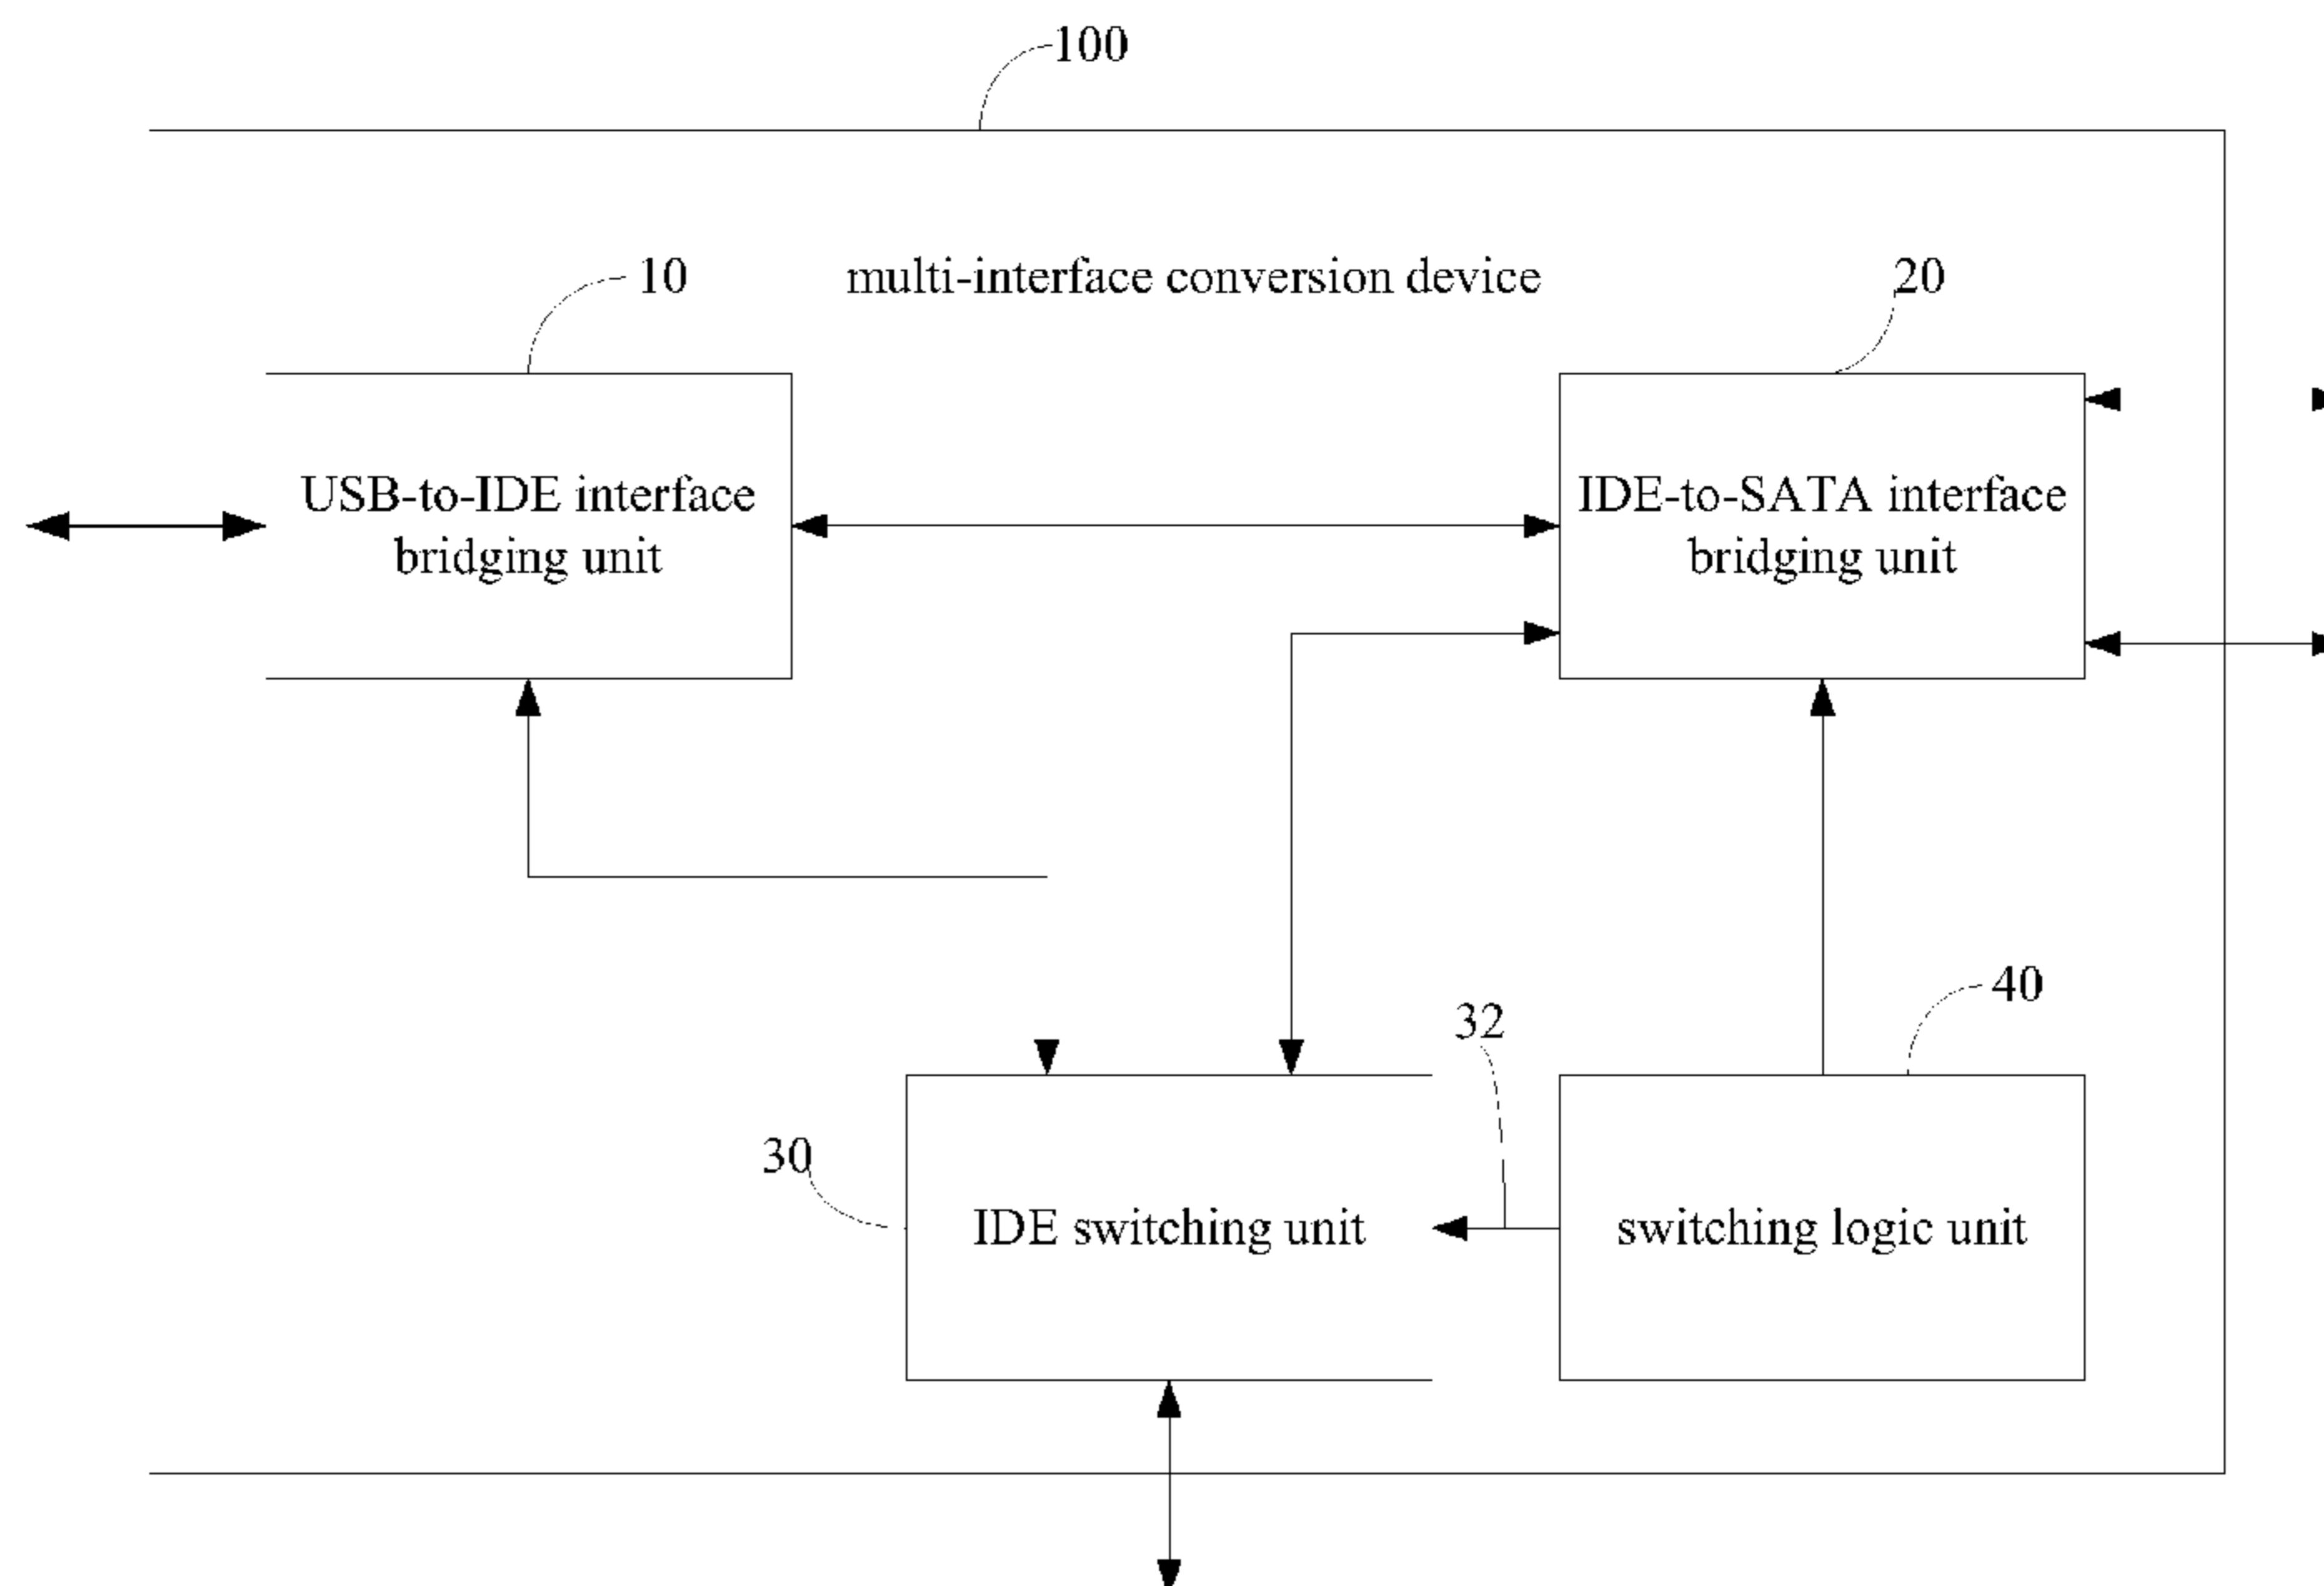 100
10
multi-interface conversion device
20
USB-to-IDE interface
bridging unit
IDE-to-SATA interface
bridging unit
40
32
30
IDE switching unit
switching logic unit